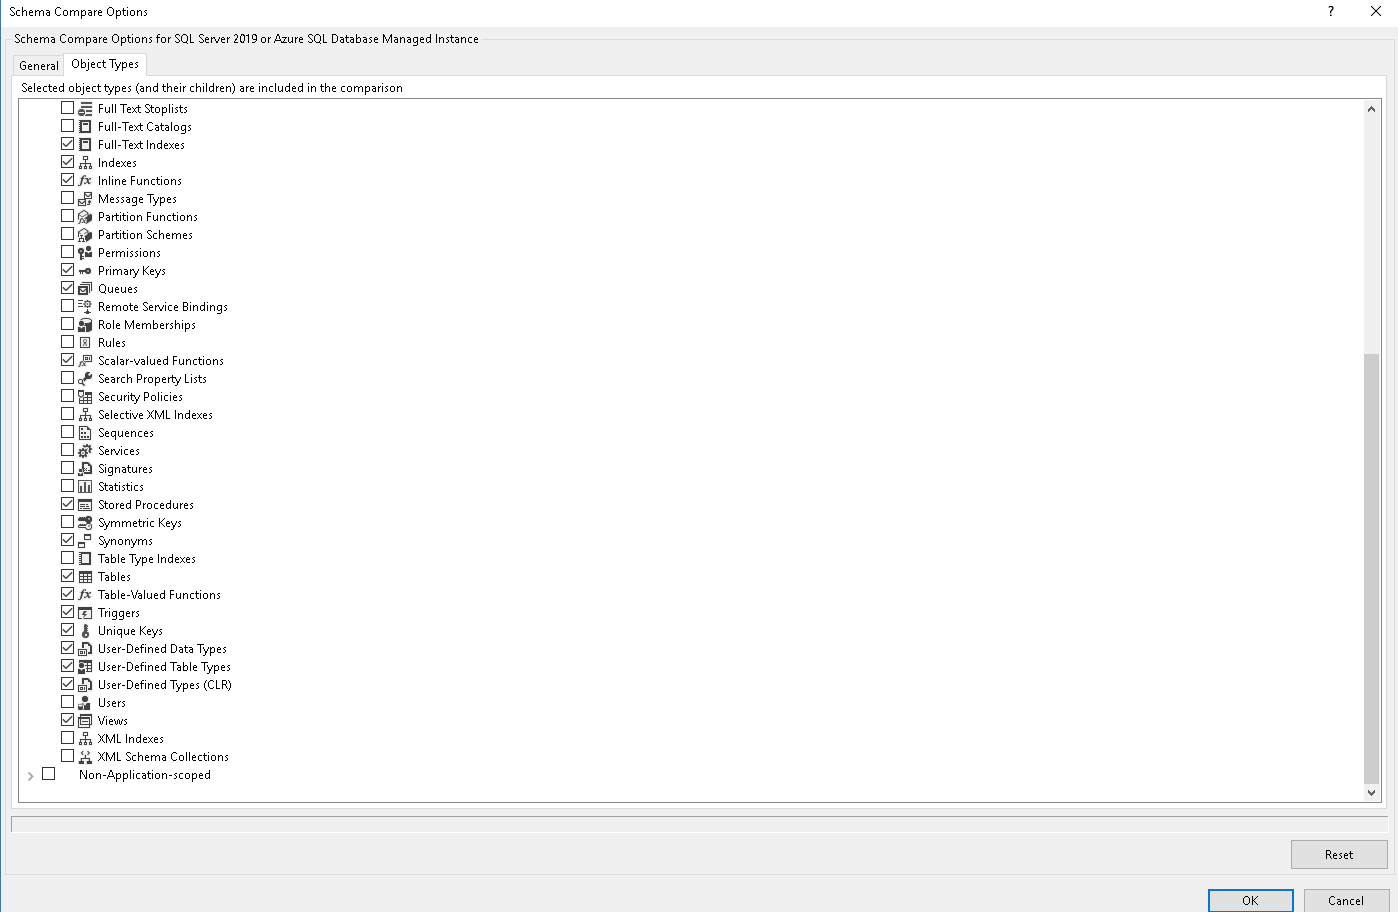 Schema Compare Options
?
Schema Compare Options for SQL Server 2019 or Azure SQL Database Managed Instance
General
Object Types
Selected object types (and their children) are included in the comparison
Full Text Stoplists
Full-Text Catalogs
Full-Text Indexes
Indexes
Inline Functions
Message Types
Partition Functions
Partition Schemes
Permissions
Primary Keys
Queues
Remote Service Bindings
Role Memberships
Rules
Scalar-valued Functions
Search Property Lists
Security Policies
Selective XML Indexes
Sequences
Services
Signatures
Statistics
Stored Procedures
Symmetric Keys
Synonyms
Table Type Indexes
Tables
Table-Valued Functions
Triggers
Unique Keys
User-Defined Data Types
User-Defined Table Types
User-Defined Types (CLR)
Users
Views
XML Indexes
XML Schema Collections
Non-Application-scoped
Reset
OK
Cancel